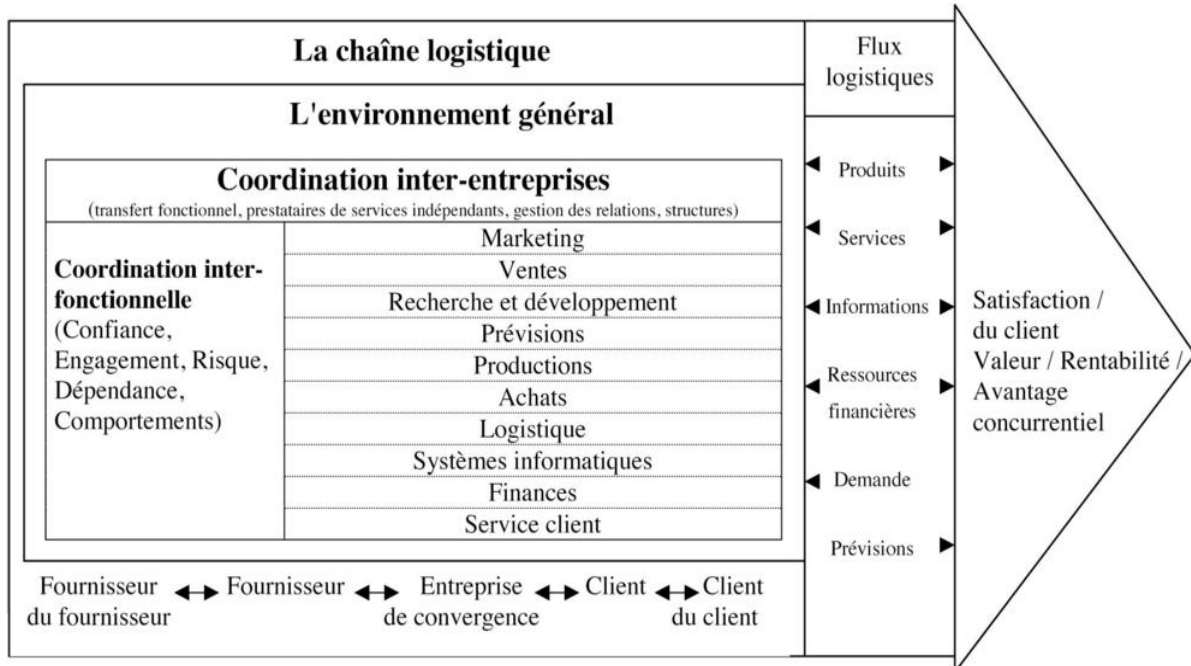 La chaîne logistique
Flux
logistiques
L'environnement général
Coordination inter-entreprises
(transfert fonctionnel, prestataires de services indépendants, gestion des relations, structures)
Coordination inter-
fonctionnelle
(Confiance,
Engagement, Risque,
Dépendance,
Comportements)
Marketing
Ventes
Recherche et développement
Prévisions
Productions
Achats
Logistique
Systèmes informatiques
Finances
Service client
Fournisseur
du fournisseur
Fournisseur
Entreprise
de convergence
Client
Client
du client
Produits
Services
Informations
Ressources
financières
Demande
Prévisions
Satisfaction /
du client
Valeur / Rentabilité /
Avantage
concurrentiel